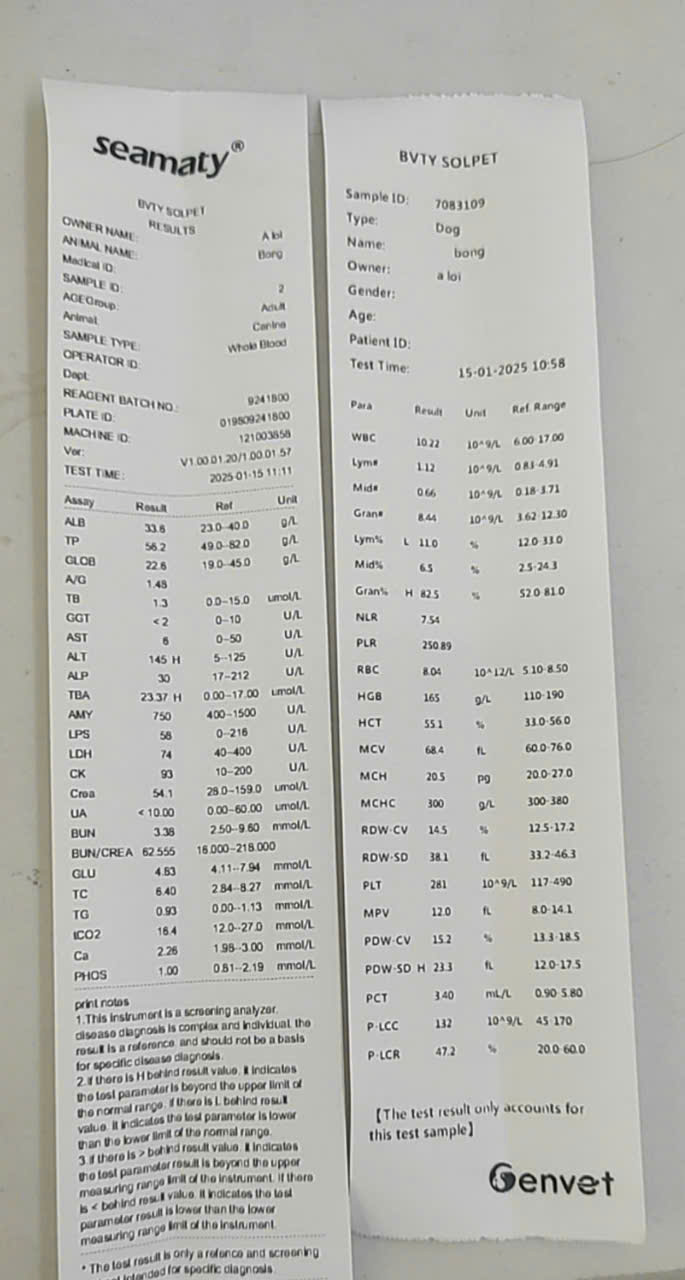 seamaty®
BVTY SOLPET
RESULTS
OWNER NAME: A loi
ANIMAL NAME: Bong
Medical ID:
SAMPLE ID: 2
AGEGroup: Adult
Animal: Canine
SAMPLE TYPE: Whole Blood
OPERATOR ID:
Dept:
REAGENT BATCH NO.: 9241800
PLATE ID: 019809241800
MACHINE ID: 121003858
Ver: V1.00.01.20/1.00.01.57
TEST TIME: 2025-01-15 11:11
Assay Result Ref Unit
ALB 33.6 23.0--40.0 g/L
TP 56.2 49.0--82.0 g/L
GLOB 22.6 19.0--45.0 g/L
A/G 1.48
TB 1.3 0.0--15.0 umol/L
GGT <2 0--10 U/L
AST 6 0--50 U/L
ALT 145 H 5--125 U/L
ALP 30 17--212 U/L
TBA 23.37 H 0.00--17.00 umol/L
AMY 750 400--1500 U/L
LPS 58 0--216 U/L
LDH 74 40--400 U/L
CK 93 10--200 U/L
Crea 54.1 28.0--159.0 umol/L
UA < 10.00 0.00--60.00 umol/L
BUN 3.38 2.50--9.60 mmol/L
BUN/CREA 62.555 16.000--218.000
GLU 4.83 4.11--7.94 mmol/L
TC 6.40 2.84--8.27 mmol/L
TG 0.93 0.00--1.13 mmol/L
tCO2 16.4 12.0--27.0 mmol/L
Ca 2.26 1.98--3.00 mmol/L
PHOS 1.00 0.81--2.19 mmol/L
print notes
1.This instrument is a screening analyzer.
disease diagnosis is complex and individual. the
result is a reference, and should not be a basis
for specific disease diagnosis.
2.if there is H behind result value. it indicates
the test parameter is beyond the upper limit of
the normal range. if there is L behind result
value. it indicates the test parameter is lower
than the lower limit of the normal range.
3.if there is > behind result value. it indicates
the test parameter result is beyond the upper
measuring range limit of the instrument. if there
is < behind result value. it indicates the test
parameter result is lower than the lower
measuring range limit of the instrument.
* The test result is only a refence and screening
intended for specific diagnosis.
BVTY SOLPET
Sample ID: 7083109
Type: Dog
Name: bong
Owner: a loi
Gender:
Age:
Patient ID:
Test Time: 15-01-2025 10:58
Para Result Unit Ref. Range
WBC 10.22 10^9/L 6.00-17.00
Lym# 1.12 10^9/L 0.83-4.91
Mid# 0.66 10^9/L 0.18-3.71
Gran# 8.44 10^9/L 3.62-12.30
Lym% L 11.0 % 12.0-33.0
Mid% 6.5 % 2.5-24.3
Gran% H 82.5 % 52.0-81.0
NLR 7.54
PLR 250.89
RBC 8.04 10^12/L 5.10-8.50
HGB 165 g/L 110-190
HCT 55.1 % 33.0-56.0
MCV 68.4 fL 60.0-76.0
MCH 20.5 pg 20.0-27.0
MCHC 300 g/L 300-380
RDW-CV 14.5 % 12.5-17.2
RDW-SD 38.1 fL 33.2-46.3
PLT 281 10^9/L 117-490
MPV 12.0 fL 8.0-14.1
PDW-CV 15.2 % 13.3-18.5
PDW-SD H 23.3 fL 12.0-17.5
PCT 3.40 mL/L 0.90-5.80
P-LCC 132 10^9/L 45-170
P-LCR 47.2 % 20.0-60.0
【The test result only accounts for
this test sample】
Genvet